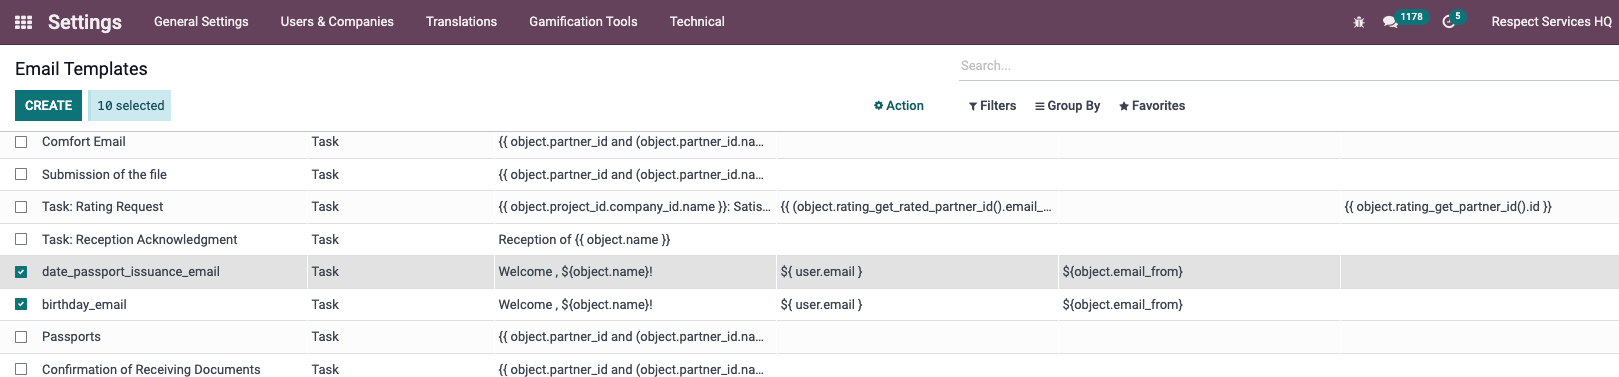 Settings General Settings Users & Companies Translations Gamification Tools Technical 1178 5 Respect Services HQ
Email Templates Search...
CREATE 10 selected Action Filters Group By Favorites
Comfort Email Task {{ object.partner_id and (object.partner_id.na...
Submission of the file Task {{ object.partner_id and (object.partner_id.na...
Task: Rating Request Task {{ object.project_id.company_id.name }}: Satis... {{ (object.rating_get_rated_partner_id().email_... {{ object.rating_get_partner_id().id }}
Task: Reception Acknowledgment Task Reception of {{ object.name }}
date_passport_issuance_email Task Welcome , ${object.name}! ${ user.email } ${object.email_from}
birthday_email Task Welcome , ${object.name}! ${ user.email } ${object.email_from}
Passports Task {{ object.partner_id and (object.partner_id.na...
Confirmation of Receiving Documents Task {{ object.partner_id and (object.partner_id.na...